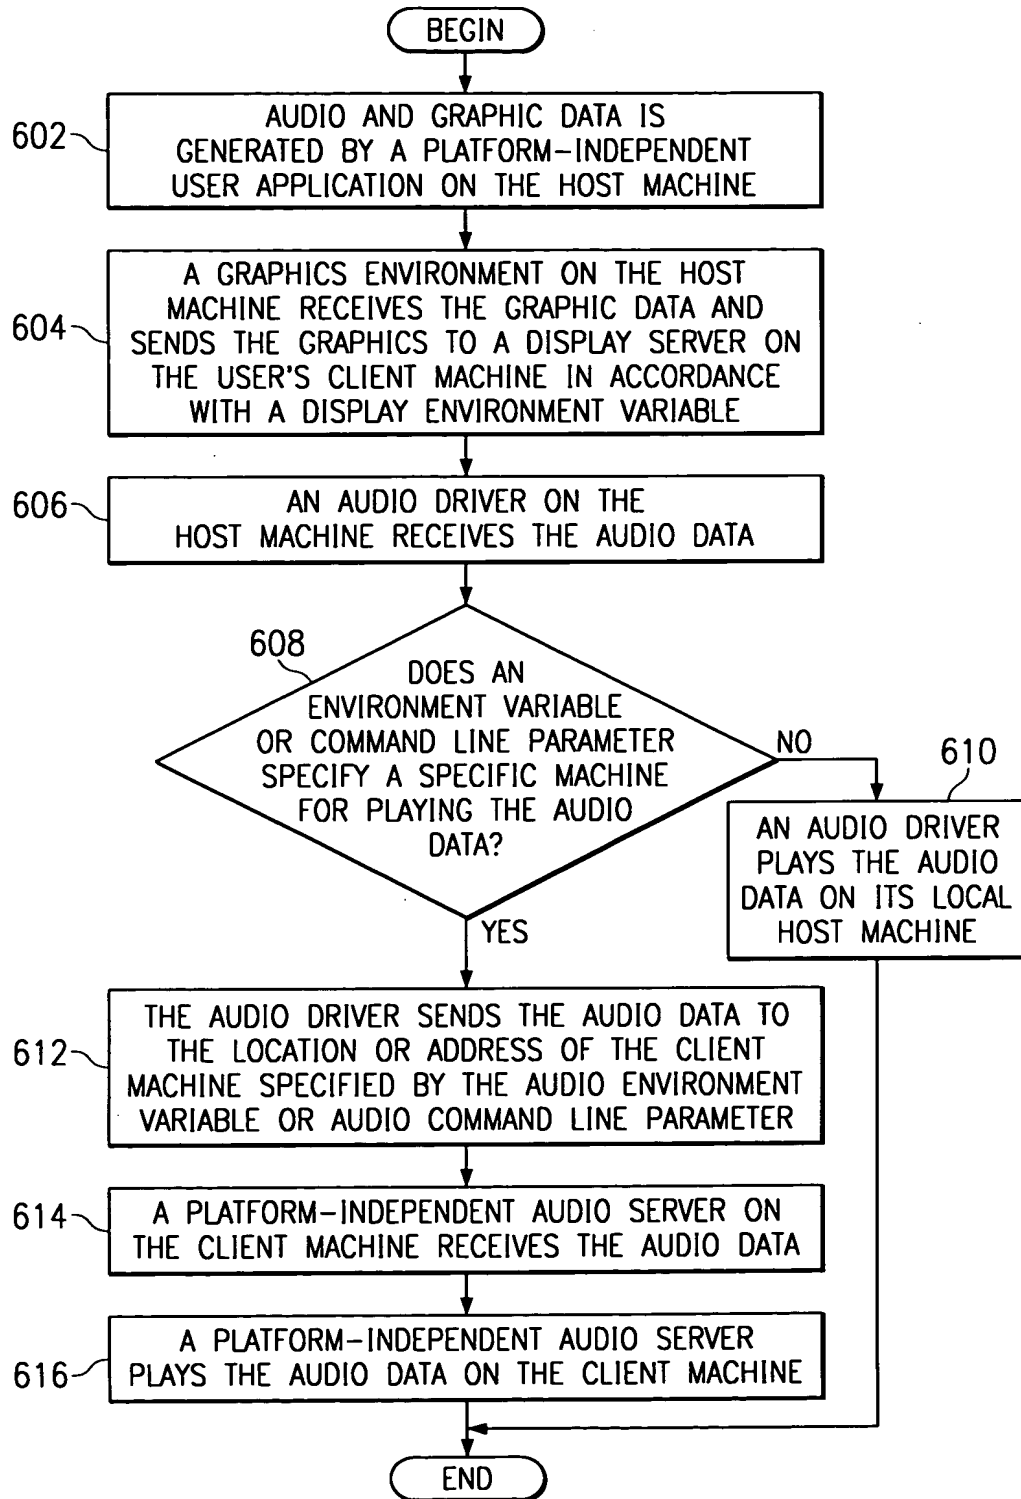 BEGIN
602
AUDIO AND GRAPHIC DATA IS
GENERATED BY A PLATFORM-INDEPENDENT
USER APPLICATION ON THE HOST MACHINE
604
A GRAPHICS ENVIRONMENT ON THE HOST
MACHINE RECEIVES THE GRAPHIC DATA AND
SENDS THE GRAPHICS TO A DISPLAY SERVER ON
THE USER'S CLIENT MACHINE IN ACCORDANCE
WITH A DISPLAY ENVIRONMENT VARIABLE
606
AN AUDIO DRIVER ON THE
HOST MACHINE RECEIVES THE AUDIO DATA
608
DOES AN
ENVIRONMENT VARIABLE
OR COMMAND LINE PARAMETER
SPECIFY A SPECIFIC MACHINE
FOR PLAYING THE AUDIO
DATA?
NO
610
AN AUDIO DRIVER
PLAYS THE AUDIO
DATA ON ITS LOCAL
HOST MACHINE
YES
612
THE AUDIO DRIVER SENDS THE AUDIO DATA TO
THE LOCATION OR ADDRESS OF THE CLIENT
MACHINE SPECIFIED BY THE AUDIO ENVIRONMENT
VARIABLE OR AUDIO COMMAND LINE PARAMETER
614
A PLATFORM-INDEPENDENT AUDIO SERVER ON
THE CLIENT MACHINE RECEIVES THE AUDIO DATA
616
A PLATFORM-INDEPENDENT AUDIO SERVER
PLAYS THE AUDIO DATA ON THE CLIENT MACHINE
END